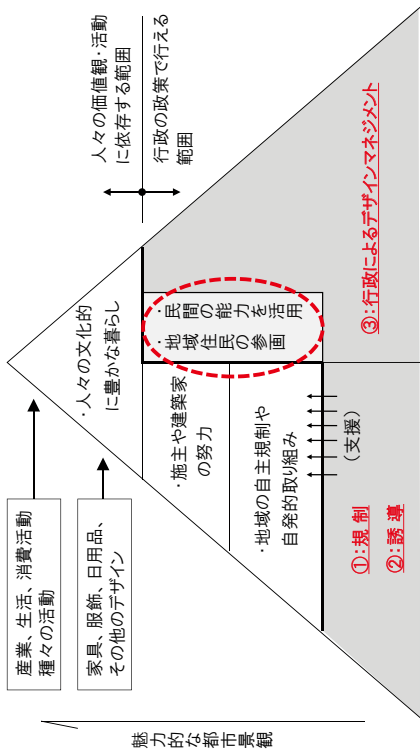 魅力的な都市景観
産業、生活、消費活動
種々の活動
家具、服飾、日用品、
その他のデザイン
・人々の文化的
に豊かな暮らし
人々の価値観・活動
に依存する範囲
行政の政策で行える
範囲
・施主や建築家
の努力
・民間の能力を活用
・地域住民の参画
・地域の自主規制や
自発的取り組み
(支援)
①:規 制
②:誘 導
③:行政によるデザインマネジメント